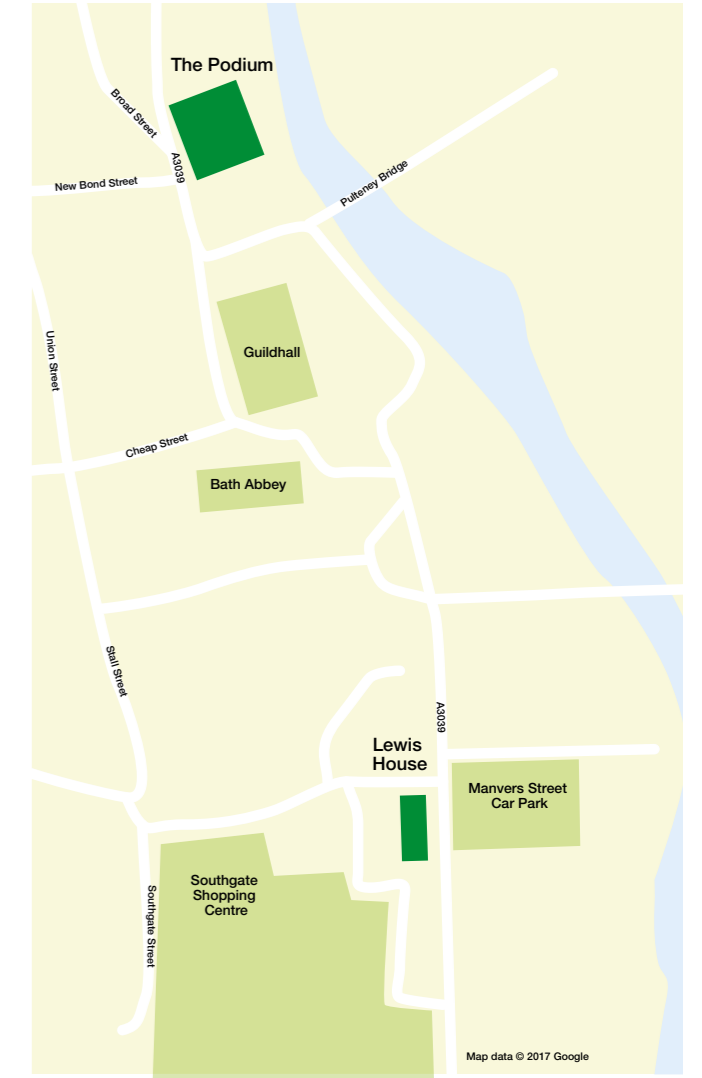 The Podium
Broad Street
A3039
New Bond Street
Pulteney Bridge
Guildhall
Union Street
Cheap Street
Bath Abbey
Stall Street
A3039
Lewis
House
Manvers Street
Car Park
Southgate
Shopping
Centre
Southgate Street
Map data © 2017 Google